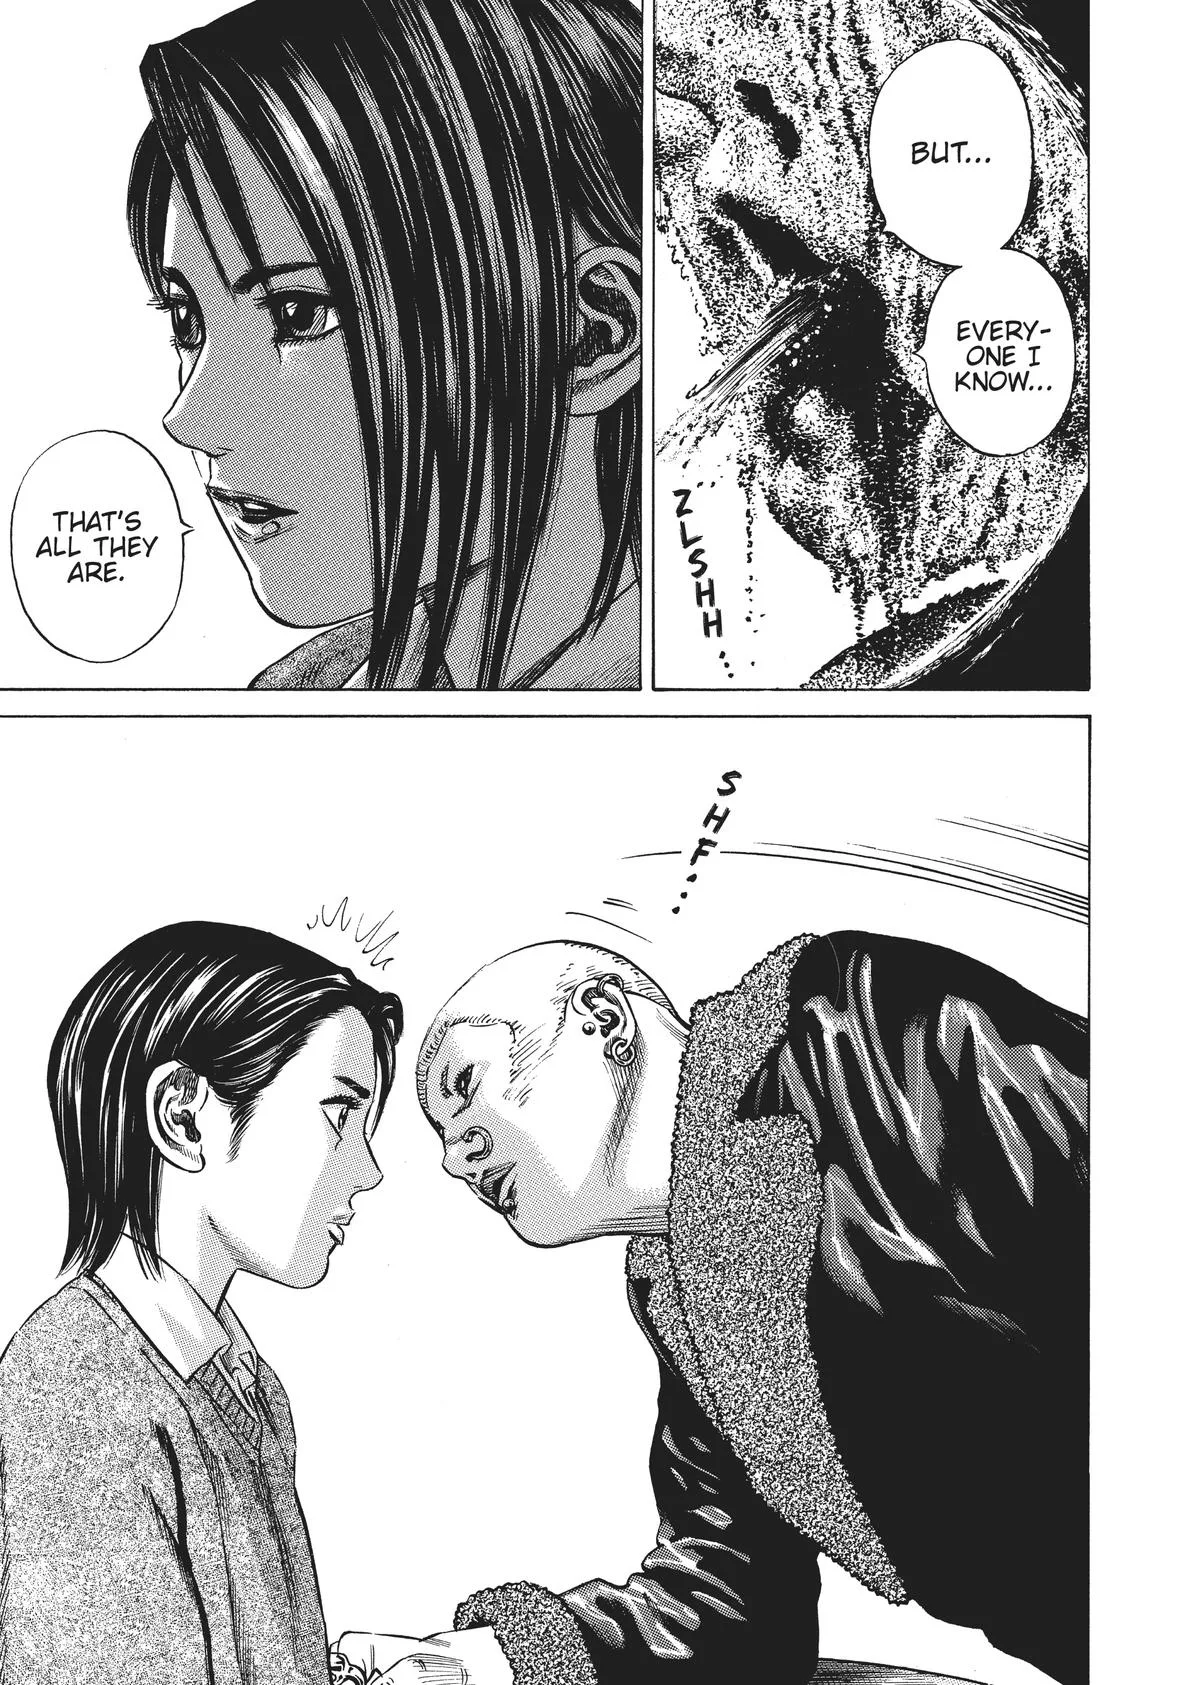 BUT...
EVERY-
ONE I
KNOW...
ZLSHH...
THAT'S
ALL THEY
ARE.
SHF...